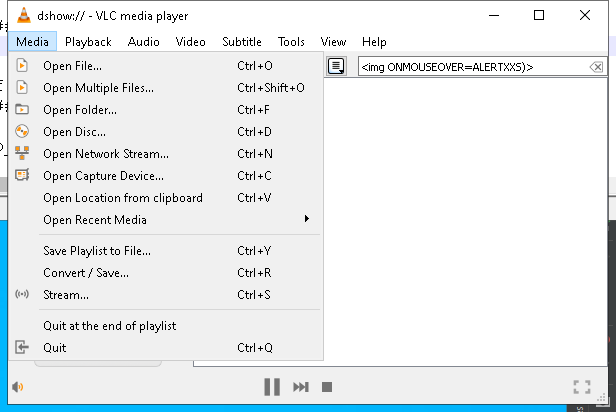 dshow:// - VLC media player
Media Playback Audio Video Subtitle Tools View Help
<img ONMOUSEOVER=ALERTXXS)>
Open File... Ctrl+O
Open Multiple Files... Ctrl+Shift+O
Open Folder... Ctrl+F
Open Disc... Ctrl+D
Open Network Stream... Ctrl+N
Open Capture Device... Ctrl+C
Open Location from clipboard Ctrl+V
Open Recent Media
Save Playlist to File... Ctrl+Y
Convert / Save... Ctrl+R
Stream... Ctrl+S
Quit at the end of playlist
Quit Ctrl+Q